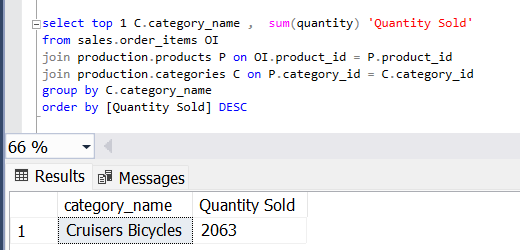 select top 1 C.category_name ,  sum(quantity) 'Quantity Sold'
from sales.order_items OI
join production.products P on OI.product_id = P.product_id
join production.categories C on P.category_id = C.category_id
group by C.category_name
order by [Quantity Sold] DESC
66 %
Results Messages
category_name Quantity Sold
1 Cruisers Bicycles 2063